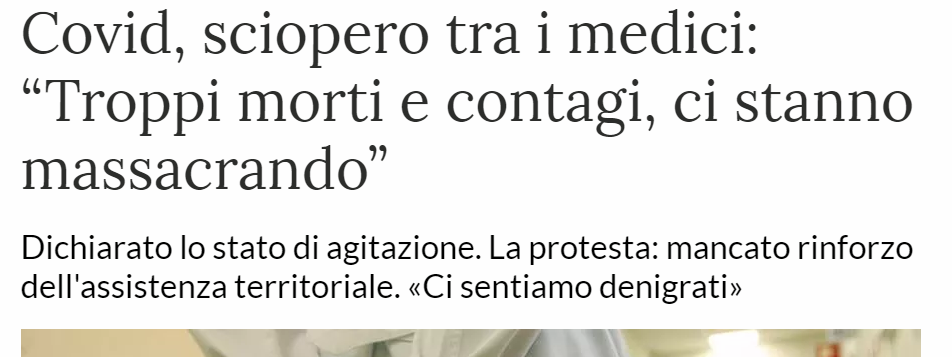 Covid, sciopero tra i medici:
“Troppi morti e contagi, ci stanno
massacrando”
Dichiarato lo stato di agitazione. La protesta: mancato rinforzo
dell'assistenza territoriale. «Ci sentiamo denigrati»